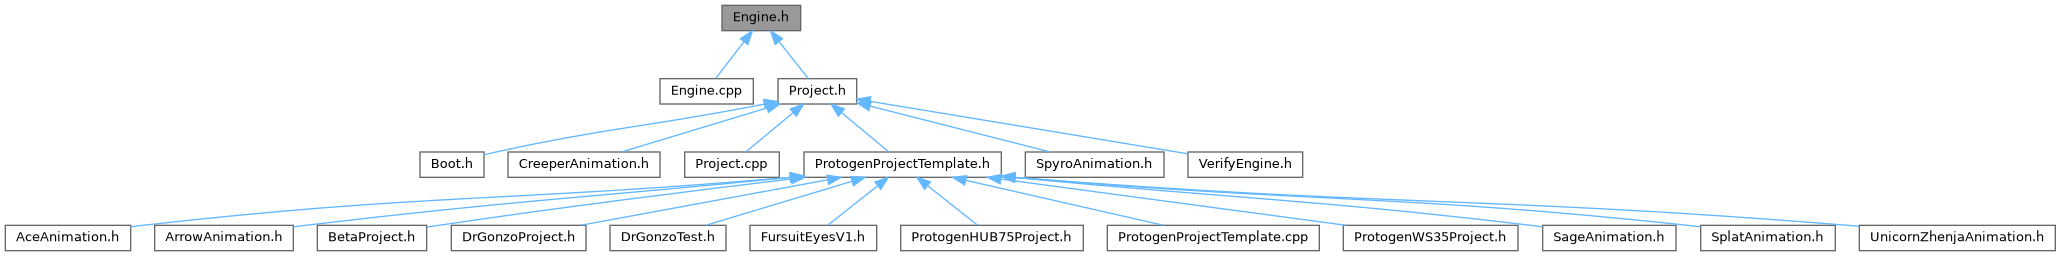 Engine.h
Engine.cpp
Project.h
Boot.h
CreeperAnimation.h
Project.cpp
ProtogenProjectTemplate.h
SpyroAnimation.h
VerifyEngine.h
AceAnimation.h
ArrowAnimation.h
BetaProject.h
DrGonzoProject.h
DrGonzoTest.h
FursuitEyesV1.h
ProtogenHUB75Project.h
ProtogenProjectTemplate.cpp
ProtogenWS35Project.h
SageAnimation.h
SplatAnimation.h
UnicornZhenjaAnimation.h